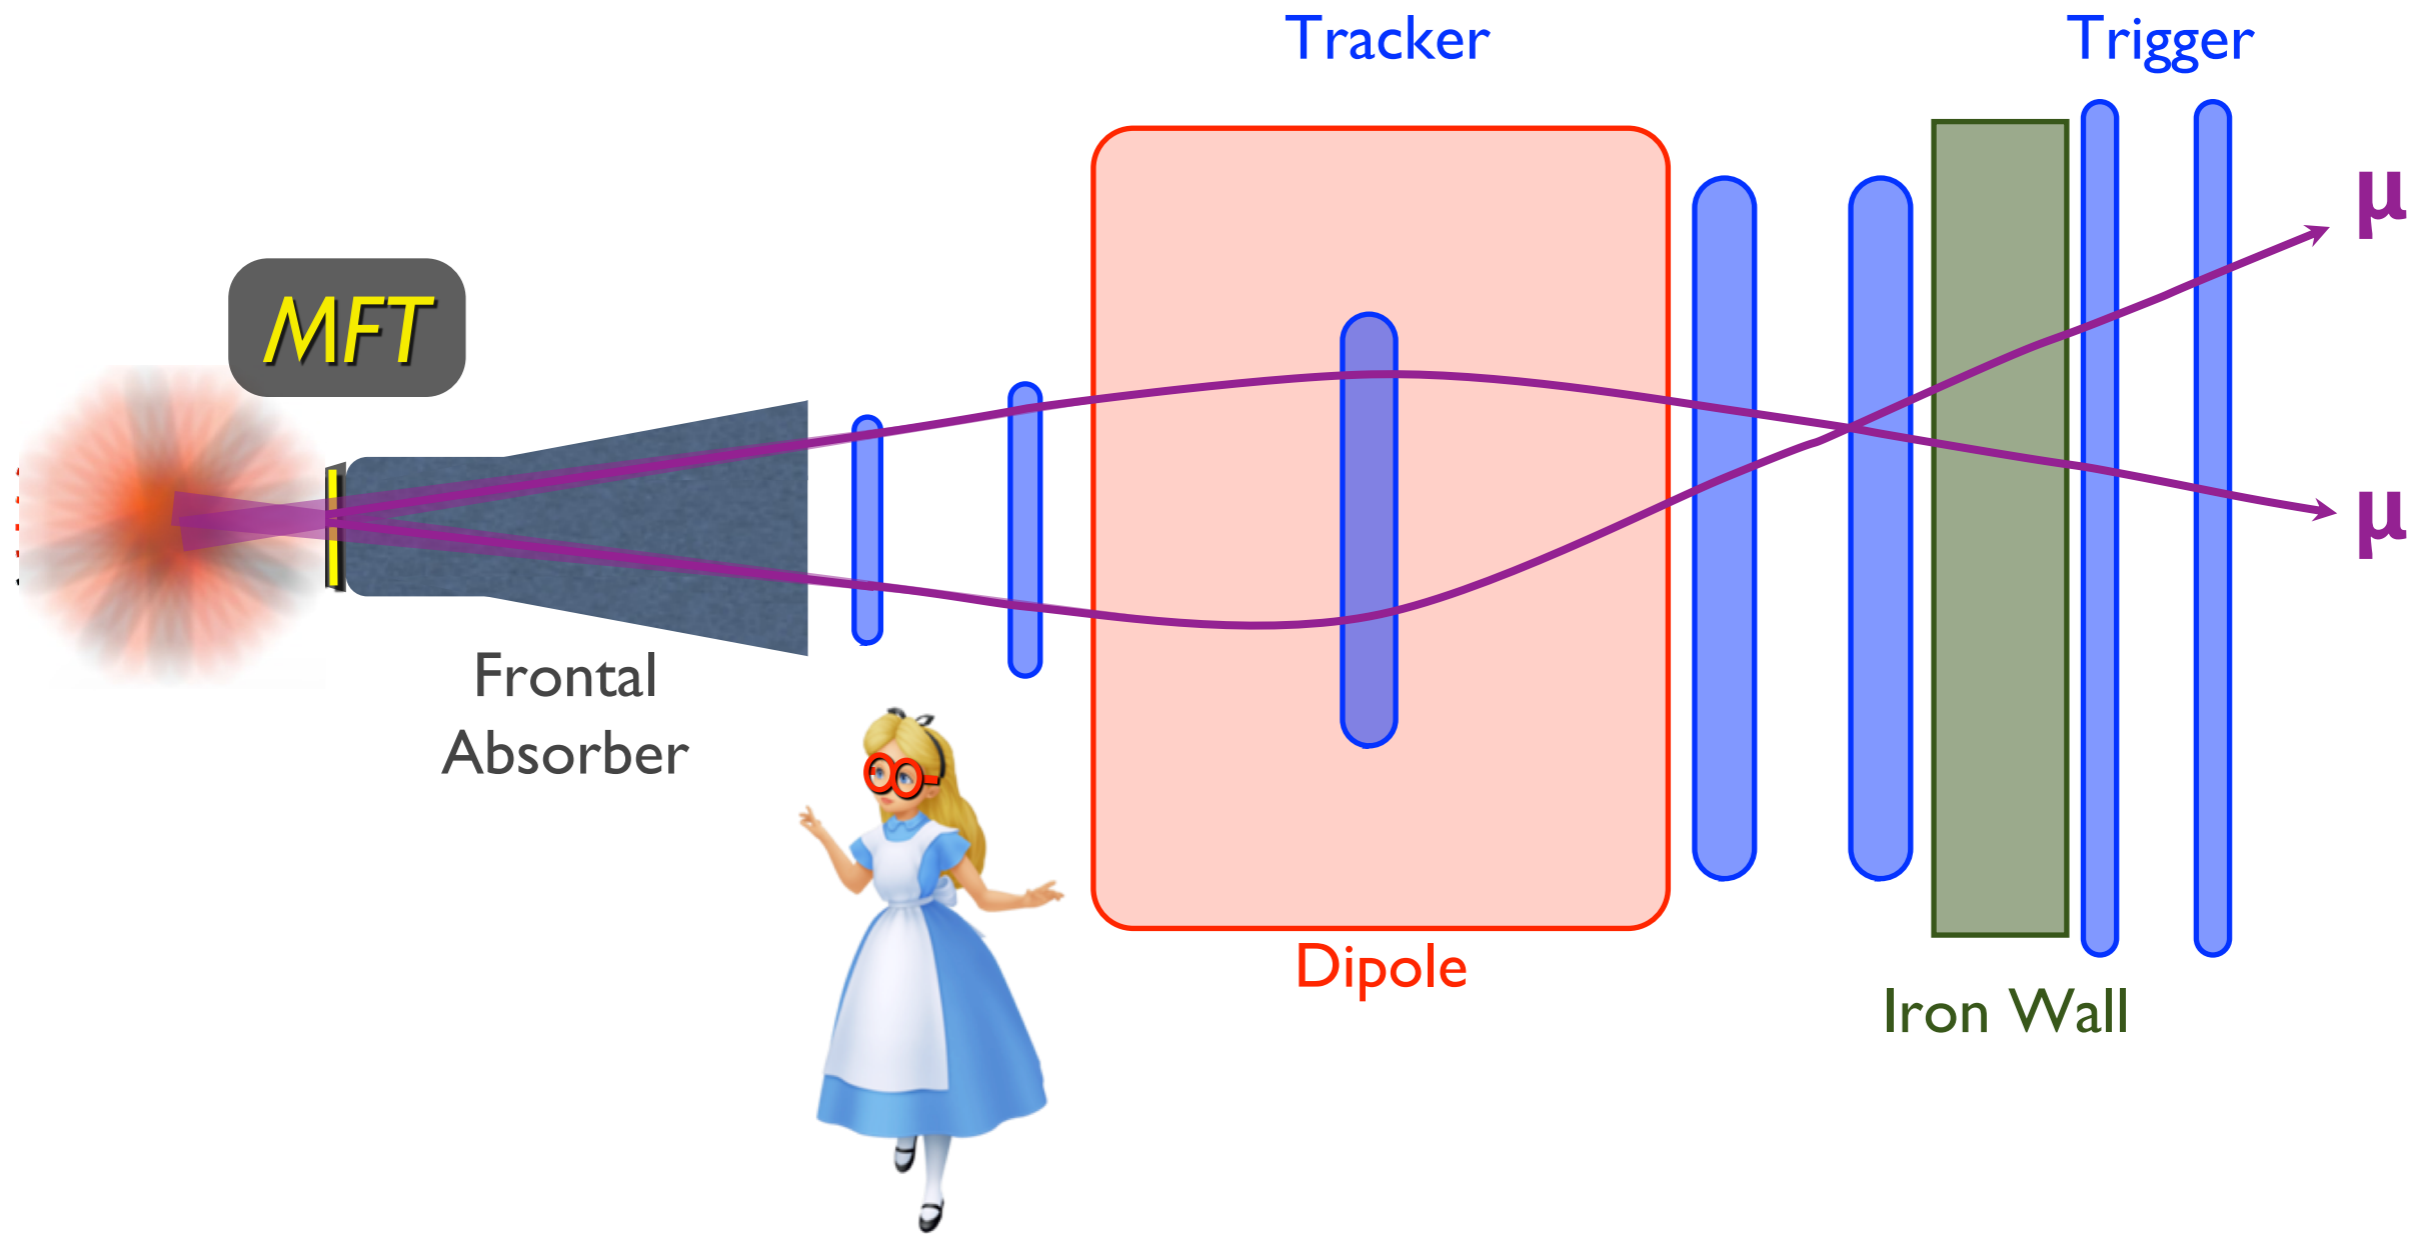 Tracker
Trigger
μ
MFT
μ
Frontal
Absorber
Dipole
Iron Wall